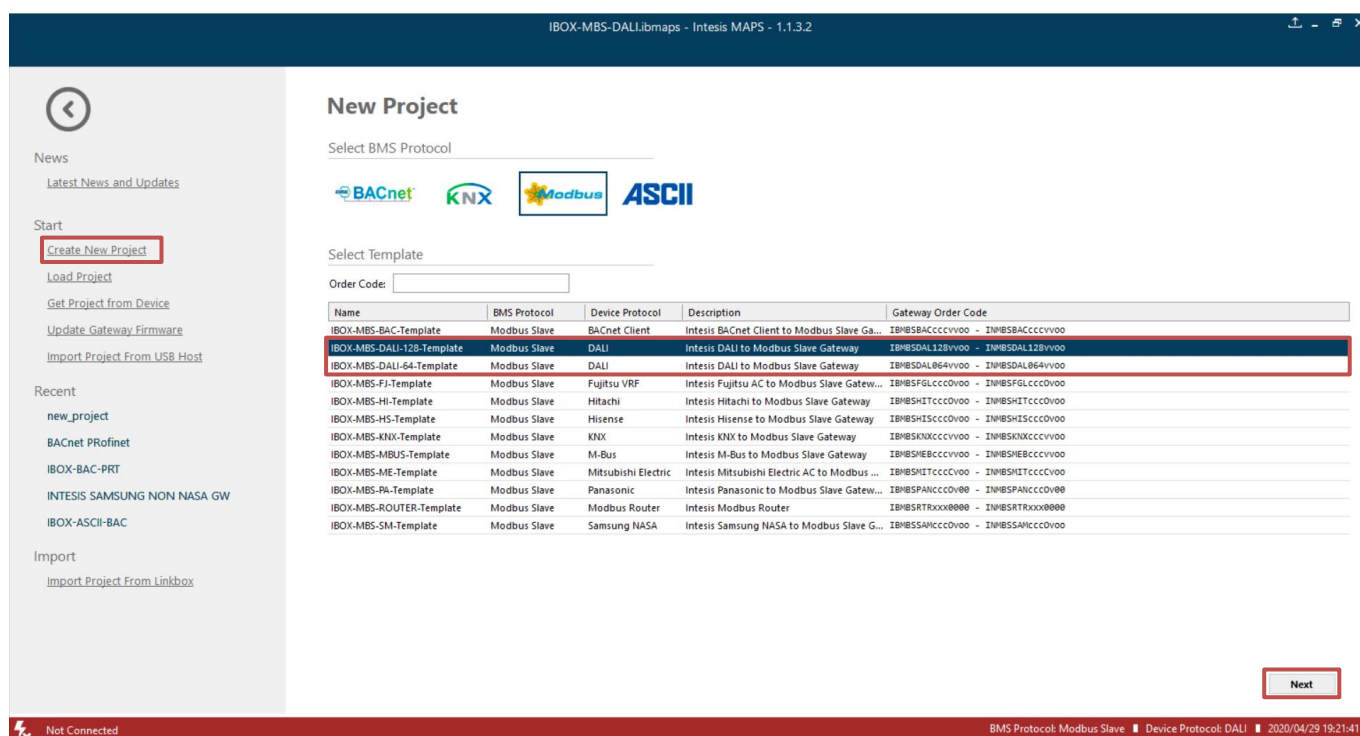 IBOX-MBS-DALI.ibmaps - Intesis MAPS - 1.1.3.2
News
Latest News and Updates
Start
Create New Project
Load Project
Get Project from Device
Update Gateway Firmware
Import Project From USB Host
Recent
new_project
BACnet PRofinet
IBOX-BAC-PRT
INTESIS SAMSUNG NON NASA GW
IBOX-ASCII-BAC
Import
Import Project From Linkbox
New Project
Select BMS Protocol
BACnet KNX Modbus ASCII
Select Template
Order Code:
Name BMS Protocol Device Protocol Description Gateway Order Code
IBOX-MBS-BAC-Template Modbus Slave BACnet Client Intesis BACnet Client to Modbus Slave Ga... IBMBSBACccccvvoo - INMBSBACccccvvoo
IBOX-MBS-DALI-128-Template Modbus Slave DALI Intesis DALI to Modbus Slave Gateway IBMBSDAL128vvoo - INMBSDAL128vvoo
IBOX-MBS-DALI-64-Template Modbus Slave DALI Intesis DALI to Modbus Slave Gateway IBMBSDAL064vvoo - INMBSDAL064vvoo
IBOX-MBS-FJ-Template Modbus Slave Fujitsu VRF Intesis Fujitsu AC to Modbus Slave Gatew... IBMBSFGLcccOvoo - INMBSFGLcccOvoo
IBOX-MBS-HI-Template Modbus Slave Hitachi Intesis Hitachi to Modbus Slave Gateway IBMBSHITcccOvoo - INMBSHITcccOvoo
IBOX-MBS-HS-Template Modbus Slave Hisense Intesis Hisense to Modbus Slave Gateway IBMBSHIScccOvoo - INMBSHIScccOvoo
IBOX-MBS-KNX-Template Modbus Slave KNX Intesis KNX to Modbus Slave Gateway IBMBSKNXcccvvoo - INMBSKNXcccvvoo
IBOX-MBS-MBUS-Template Modbus Slave M-Bus Intesis M-Bus to Modbus Slave Gateway IBMBSMEBcccvvoo - INMBSMEBcccvvoo
IBOX-MBS-ME-Template Modbus Slave Mitsubishi Electric Intesis Mitsubishi Electric AC to Modbus ... IBMBSMITcccCvoo - INMBSMITcccCvoo
IBOX-MBS-PA-Template Modbus Slave Panasonic Intesis Panasonic to Modbus Slave Gatew... IBMBSPANcccOv00 - INMBSPANcccOv00
IBOX-MBS-ROUTER-Template Modbus Slave Modbus Router Intesis Modbus Router IBMBSRTRxxx0000 - INMBSRTRxxx0000
IBOX-MBS-SM-Template Modbus Slave Samsung NASA Intesis Samsung NASA to Modbus Slave G... IBMBSSAMcccOvoo - INMBSSAMcccOvoo
Next
Not Connected
BMS Protocol: Modbus Slave Device Protocol: DALI 2020/04/29 19:21:41